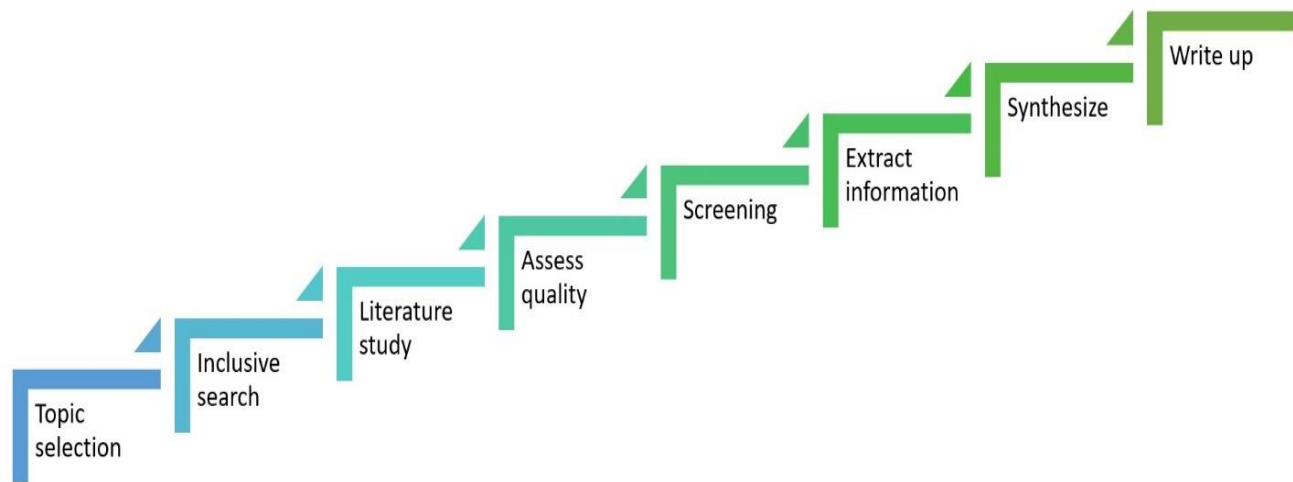 Topic
selection
Inclusive
search
Literature
study
Assess
quality
Screening
Extract
information
Synthesize
Write up